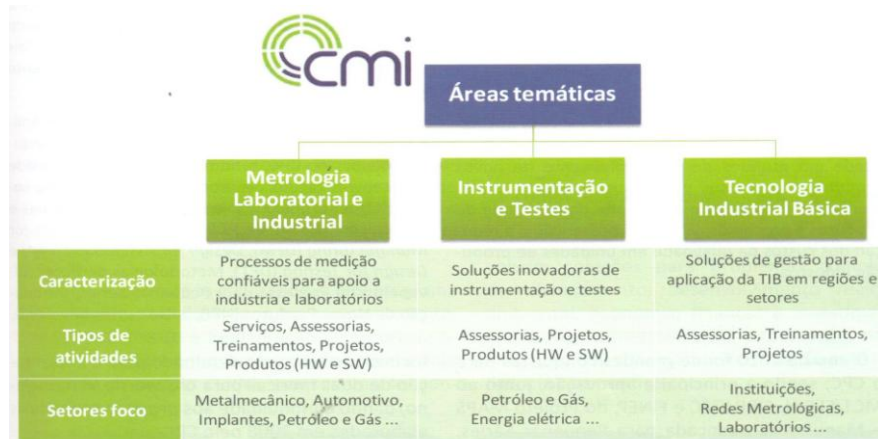 cmi
Áreas temáticas
Metrologia
Laboratorial e
Industrial
Instrumentação
e Testes
Tecnologia
Industrial Básica
Caracterização
Processos de medição
confiáveis para apoio a
indústria e laboratórios
Soluções inovadoras de
instrumentação e testes
Soluções de gestão para
aplicação da TIB em regiões e
setores
Tipos de
atividades
Serviços, Assessorias,
Treinamentos, Projetos,
Produtos (HW e SW)
Assessorias, Projetos,
Produtos (HW e SW)
Assessorias, Treinamentos,
Projetos
Setores foco
Metalmecânico, Automotivo,
Implantes, Petróleo e Gás ...
Petróleo e Gás,
Energia elétrica ...
Instituições,
Redes Metrológicas,
Laboratórios ...